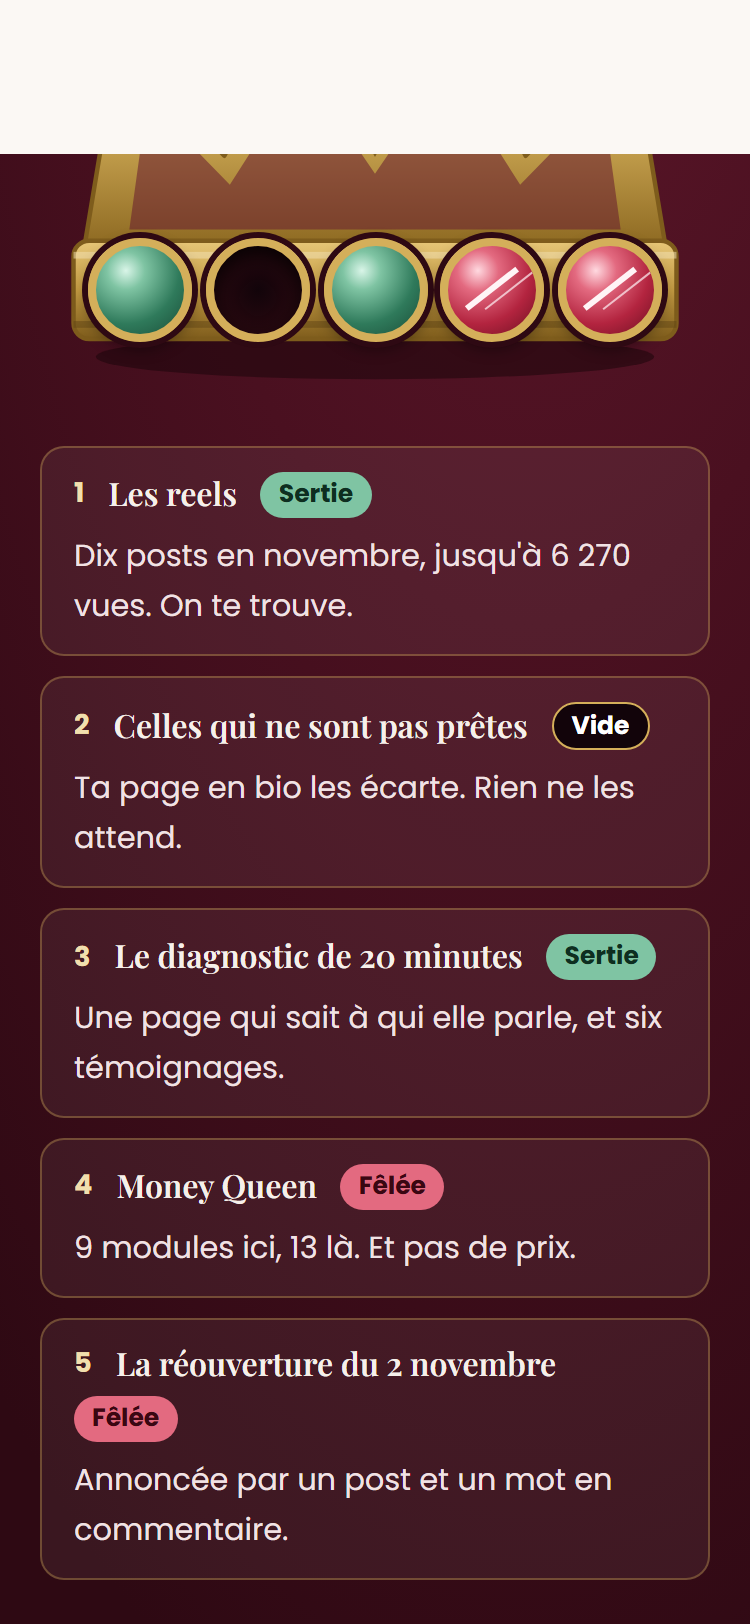 1 Les reels Sertie
Dix posts en novembre, jusqu'à 6 270
vues. On te trouve.
2 Celles qui ne sont pas prêtes Vide
Ta page en bio les écarte. Rien ne les
attend.
3 Le diagnostic de 20 minutes Sertie
Une page qui sait à qui elle parle, et six
témoignages.
4 Money Queen Fêlée
9 modules ici, 13 là. Et pas de prix.
5 La réouverture du 2 novembre
Fêlée
Annoncée par un post et un mot en
commentaire.